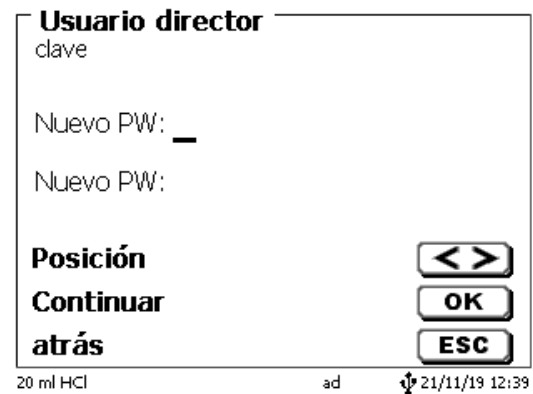 Usuario director
clave
Nuevo PW: _
Nuevo PW:
Posición < >
Continuar OK
atrás ESC
20 ml HCl ad 21/11/19 12:39